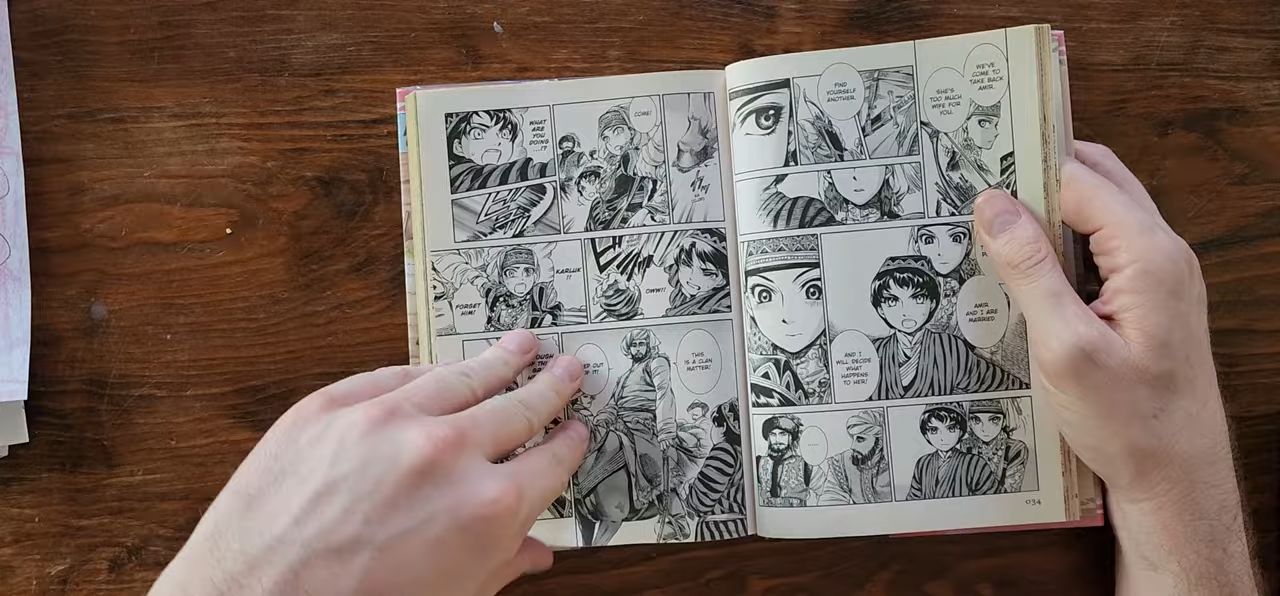 WE'VE
COME TO
TAKE BACK
AMIR.
SHE'S
TOO MUCH
WIFE FOR
YOU.
FIND
YOURSELF
ANOTHER.
AMIR
AND I ARE
MARRIED
AND I
WILL DECIDE
WHAT
HAPPENS
TO HER!
......
034
COME!
WHAT
ARE
YOU
DOING
...!?
OWW!!
KARLUK
!!
FORGET
HIM!
THIS
IS A CLAN
MATTER!
OUT